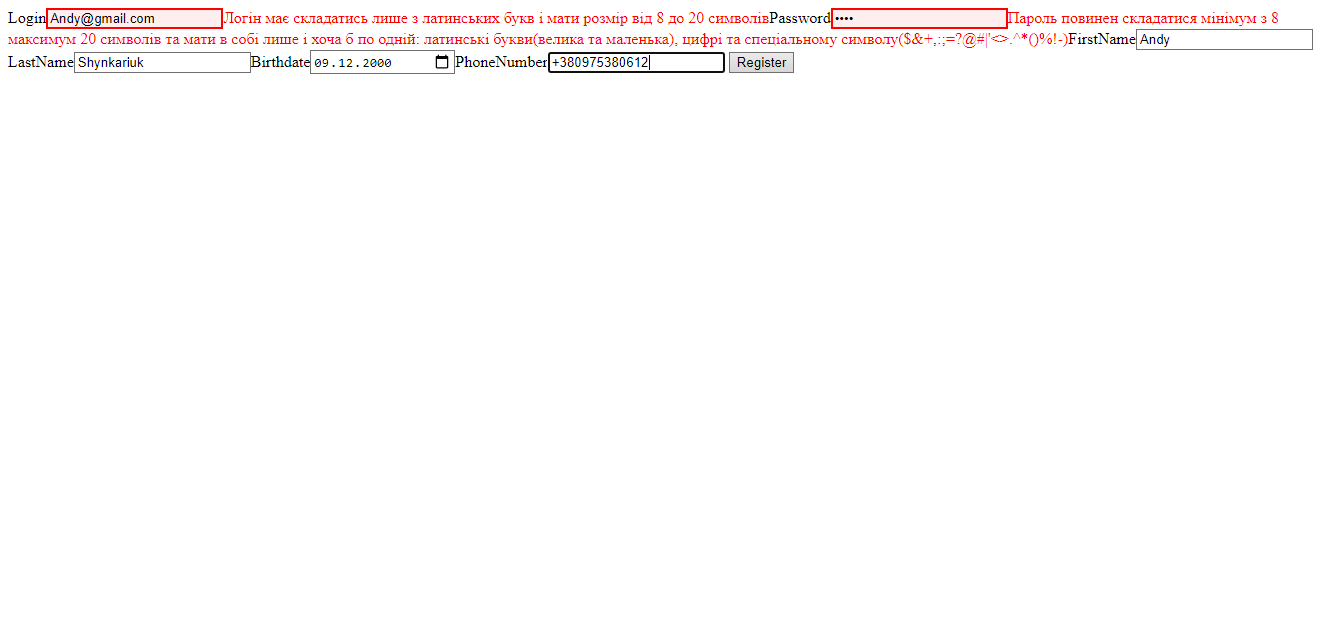 Login Andy@gmail.com Логін має складатись лише з латинських букв і мати розмір від 8 до 20 символів Password •••• Пароль повинен складатися мінімум з 8
максимум 20 символів та мати в собі лише і хоча б по одній: латинські букви(велика та маленька), цифрі та спеціальному символу($&+,:;=?@#|'<>.^*()%!-) FirstName Andy
LastName Shynkariuk Birthdate 09.12.2000 PhoneNumber +380975380612 Register